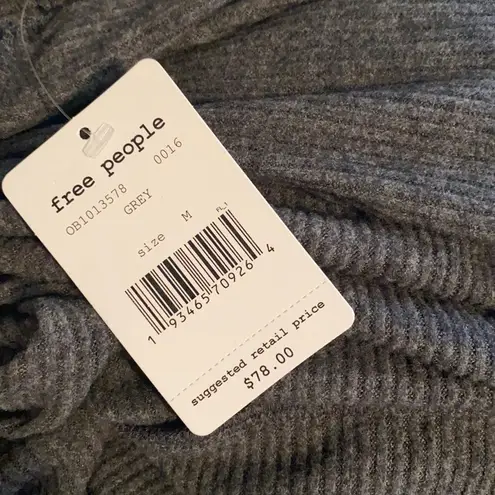 free people
OB1013578 0016
GREY
size M
1 93465 70926 4
suggested retail price
$78.00